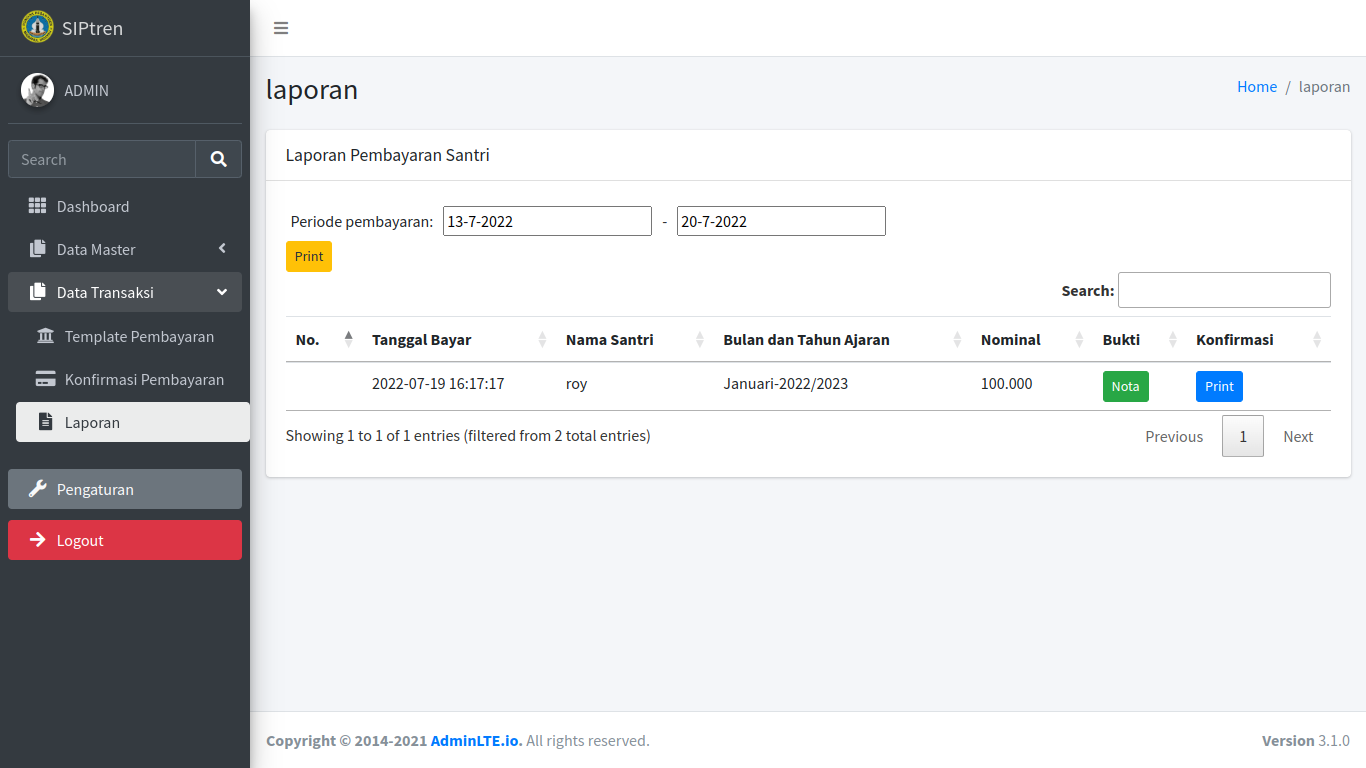 SIPtren
ADMIN
Search
Dashboard
Data Master
Data Transaksi
Template Pembayaran
Konfirmasi Pembayaran
Laporan
Pengaturan
Logout
laporan
Home / laporan
Laporan Pembayaran Santri
Periode pembayaran: 13-7-2022 - 20-7-2022
Print
Search:
No. Tanggal Bayar Nama Santri Bulan dan Tahun Ajaran Nominal Bukti Konfirmasi
2022-07-19 16:17:17 roy Januari-2022/2023 100.000 Nota Print
Showing 1 to 1 of 1 entries (filtered from 2 total entries)
Previous 1 Next
Copyright © 2014-2021 AdminLTE.io. All rights reserved.
Version 3.1.0